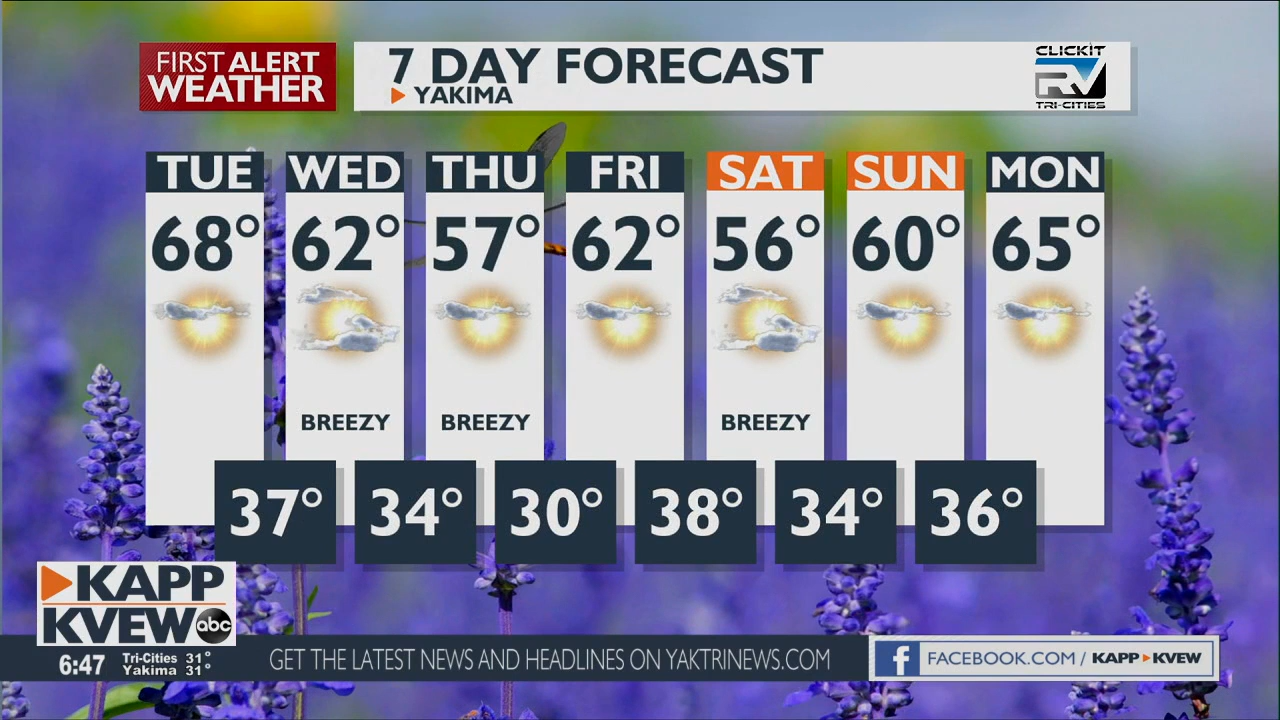 FIRST ALERT
WEATHER
7 DAY FORECAST
YAKIMA
CLICKIT
RV
TRI-CITIES
TUE WED THU FRI SAT SUN MON
68° 62° 57° 62° 56° 60° 65°
BREEZY BREEZY BREEZY
37° 34° 30° 38° 34° 36°
KAPP
KVEW abc
6:47 Tri-Cities 31°
Yakima 31°
GET THE LATEST NEWS AND HEADLINES ON YAKTRINEWS.COM
f FACEBOOK.COM / KAPP KVEW